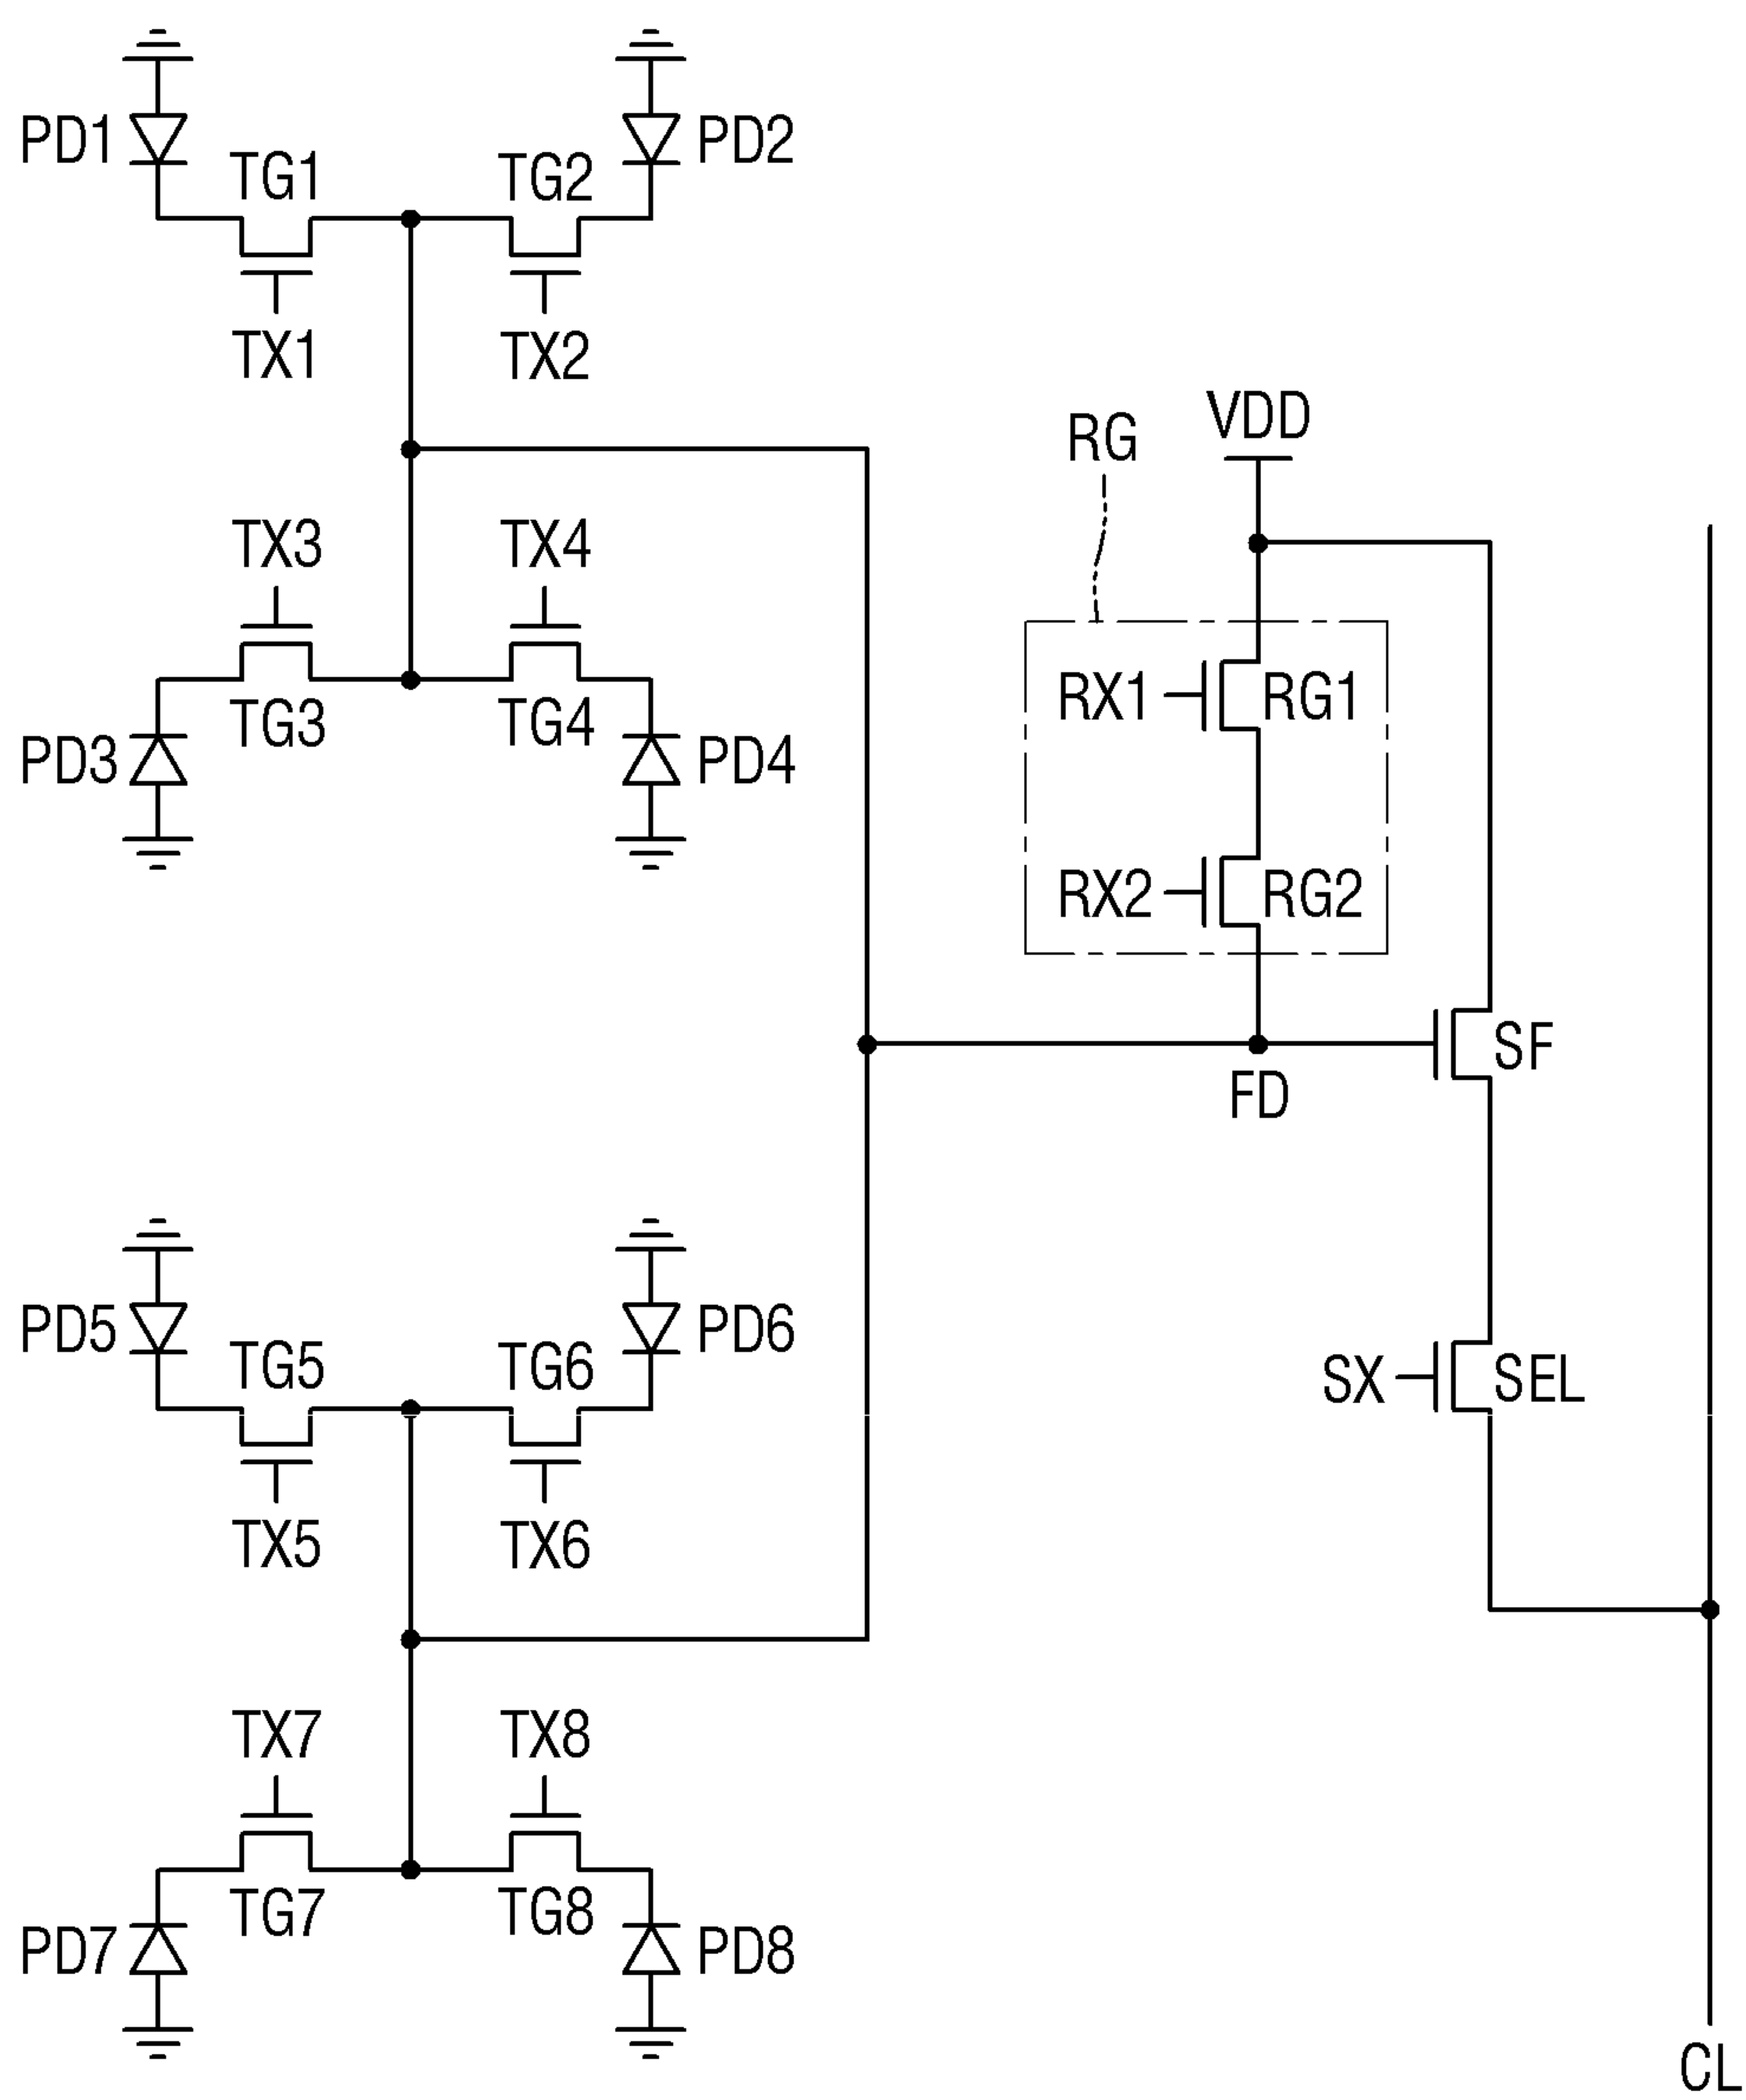 PD1
TG1
TG2
PD2
TX1
TX2
RG
VDD
TX3
TX4
RX1
RG1
TG3
TG4
PD3
PD4
RX2
RG2
SF
FD
PD5
TG5
TG6
PD6
SX
SEL
TX5
TX6
TX7
TX8
TG7
TG8
PD7
PD8
CL